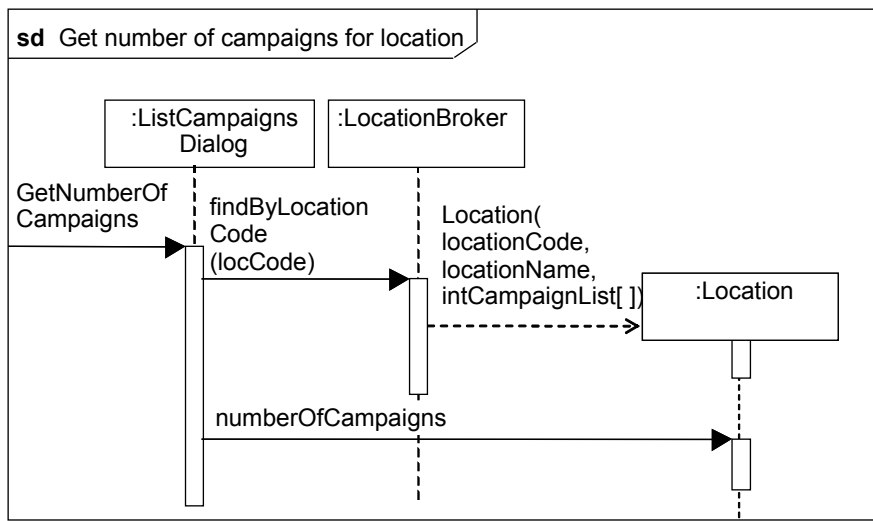 sd Get number of campaigns for location
:ListCampaigns
Dialog
:LocationBroker
GetNumberOf
Campaigns
findByLocation
Code
(locCode)
Location(
locationCode,
locationName,
intCampaignList[ ])
:Location
numberOfCampaigns